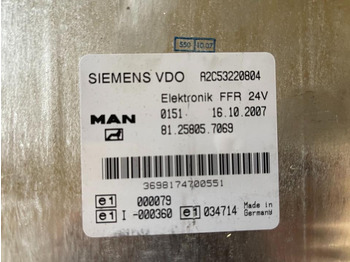 550 10.07
SIEMENS VDO A2C53220804
Elektronik FFR 24V
MAN 0151 16.10.2007
81.25805.7069
3698174700551
e1 000079
e1 I -000360 e1 034714 Made in Germany